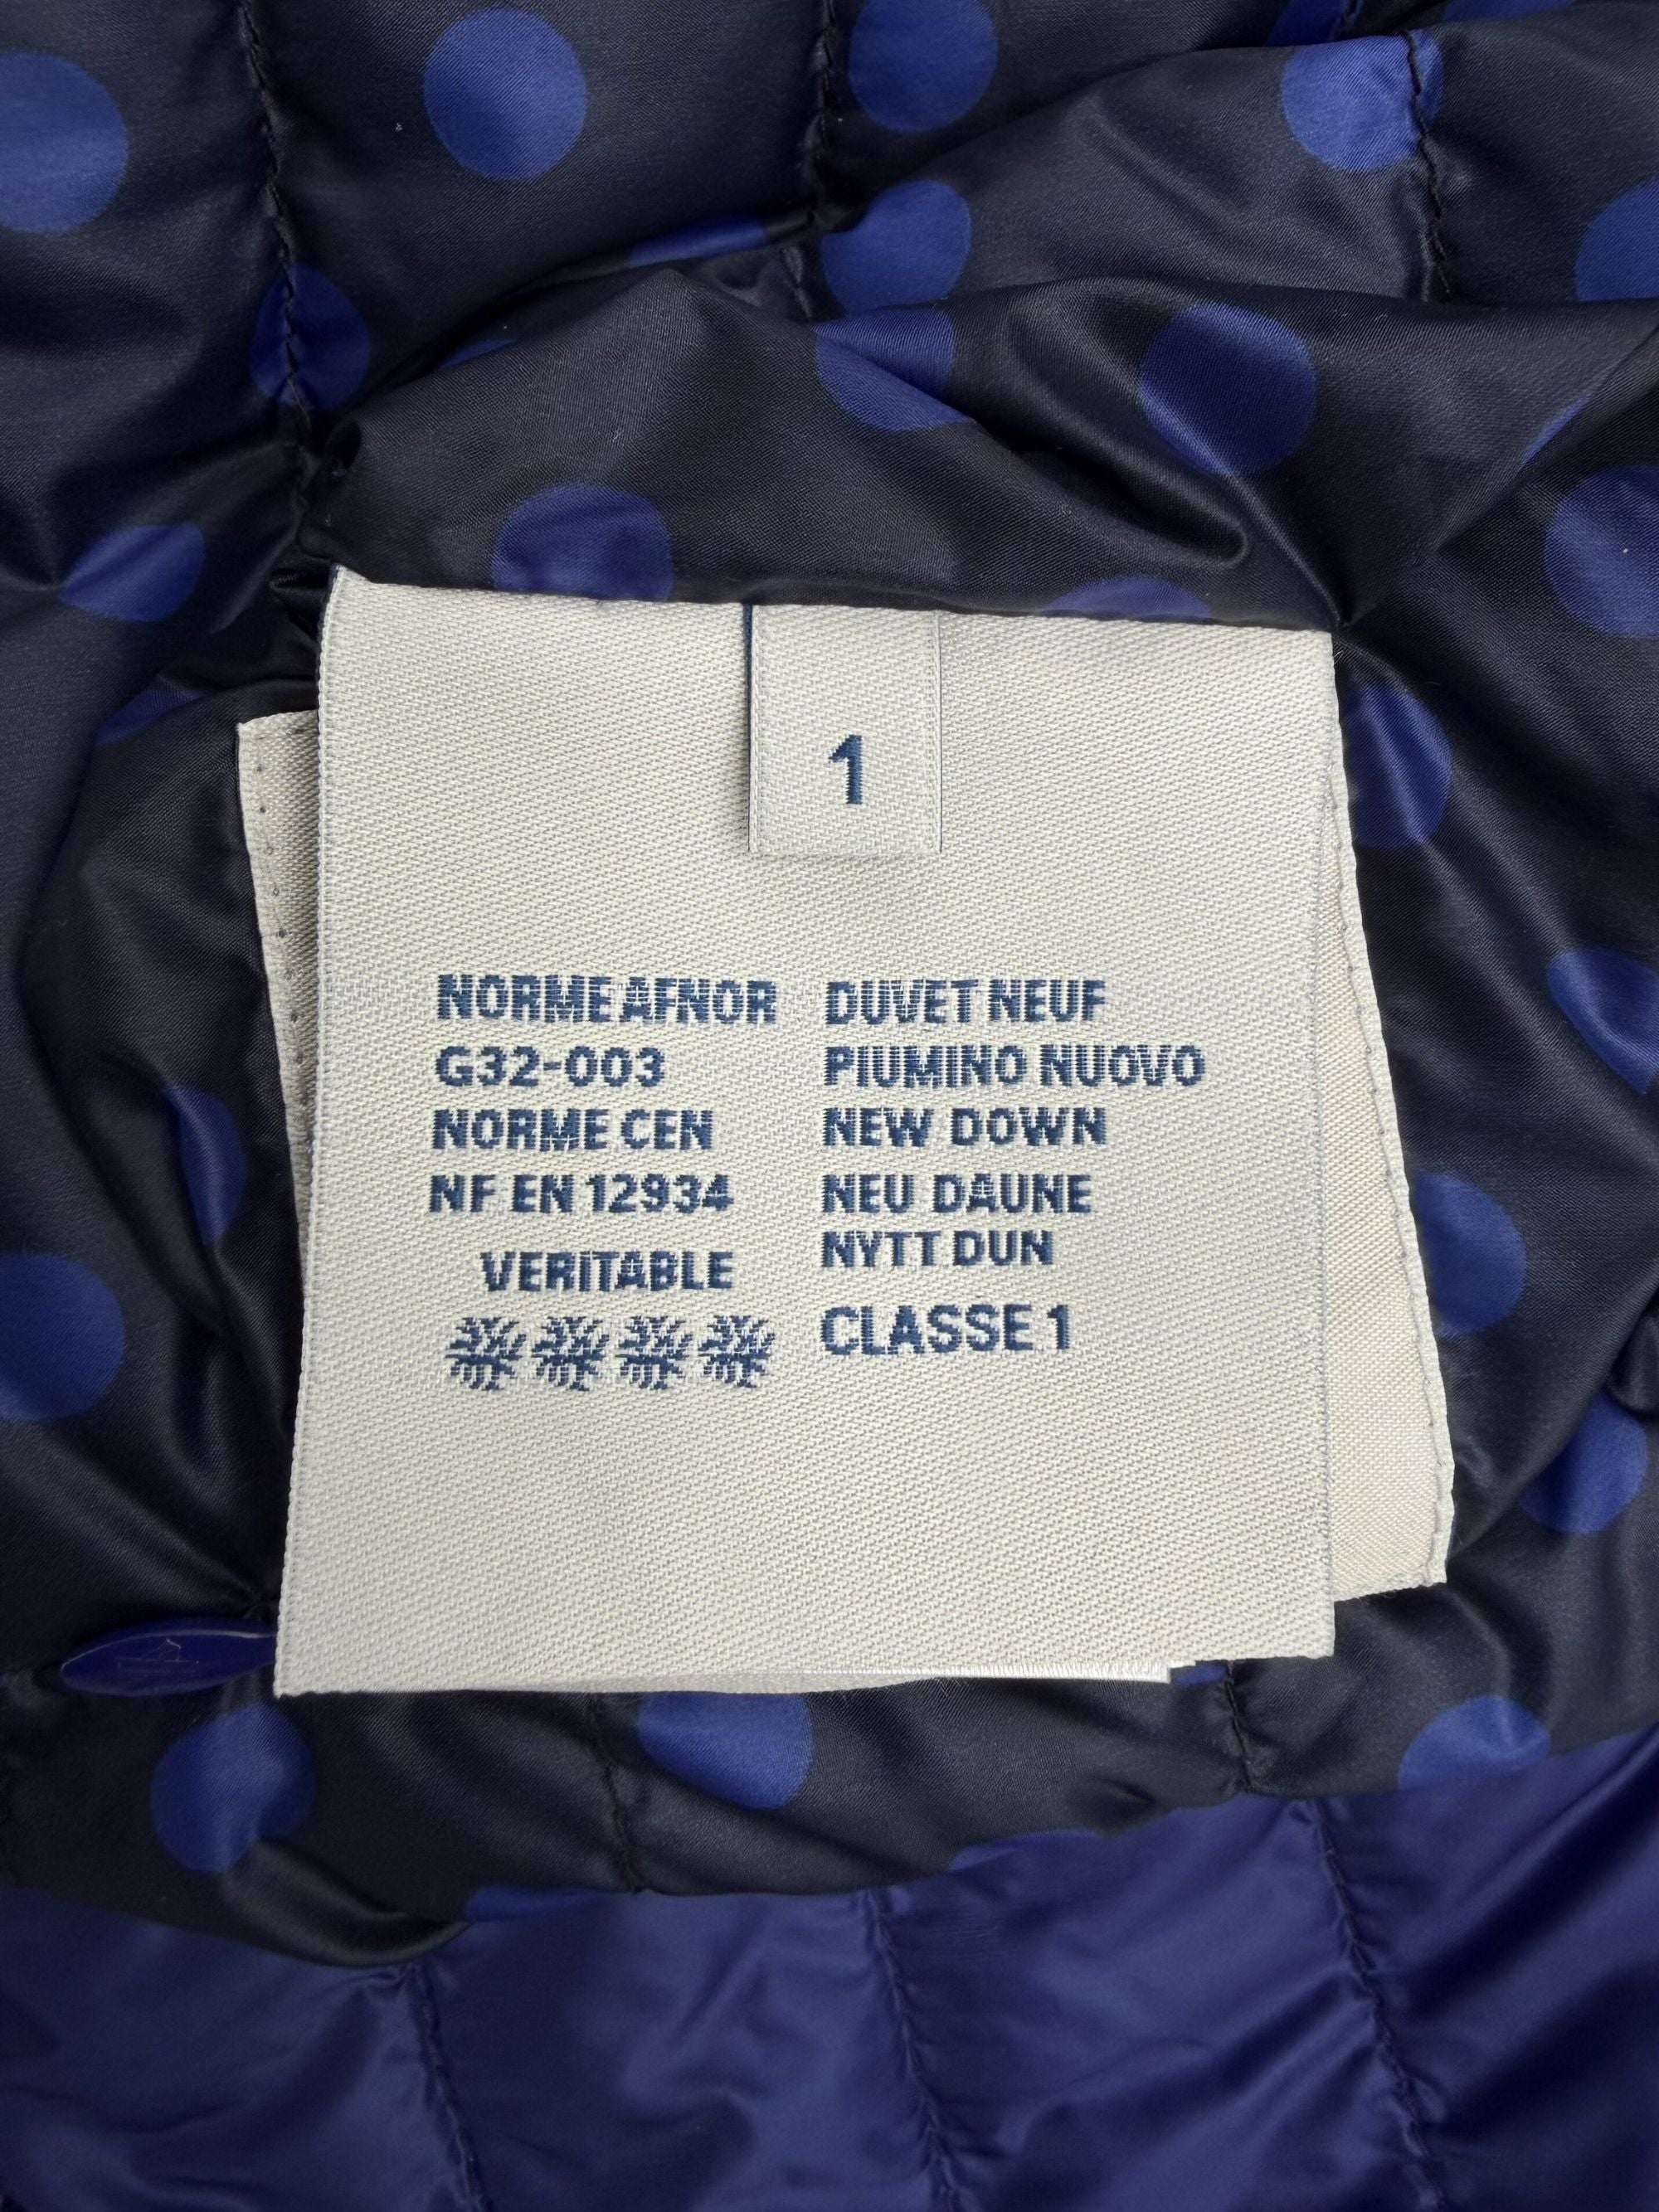 1
NORME AFNOR
G32-003
NORME CEN
NF EN 12934
VERITABLE
DUVET NEUF
PIUMINO NUOVO
NEW DOWN
NEU DAUNE
NYTT DUN
CLASSE 1